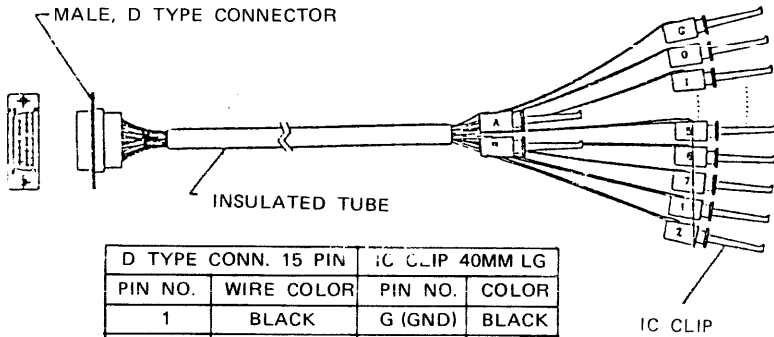 MALE, D TYPE CONNECTOR
G
0
1
A
5
6
7
1
2
INSULATED TUBE
IC CLIP
D TYPE CONN. 15 PIN IC CLIP 40MM LG
PIN NO. WIRE COLOR PIN NO. COLOR
1 BLACK G (GND) BLACK